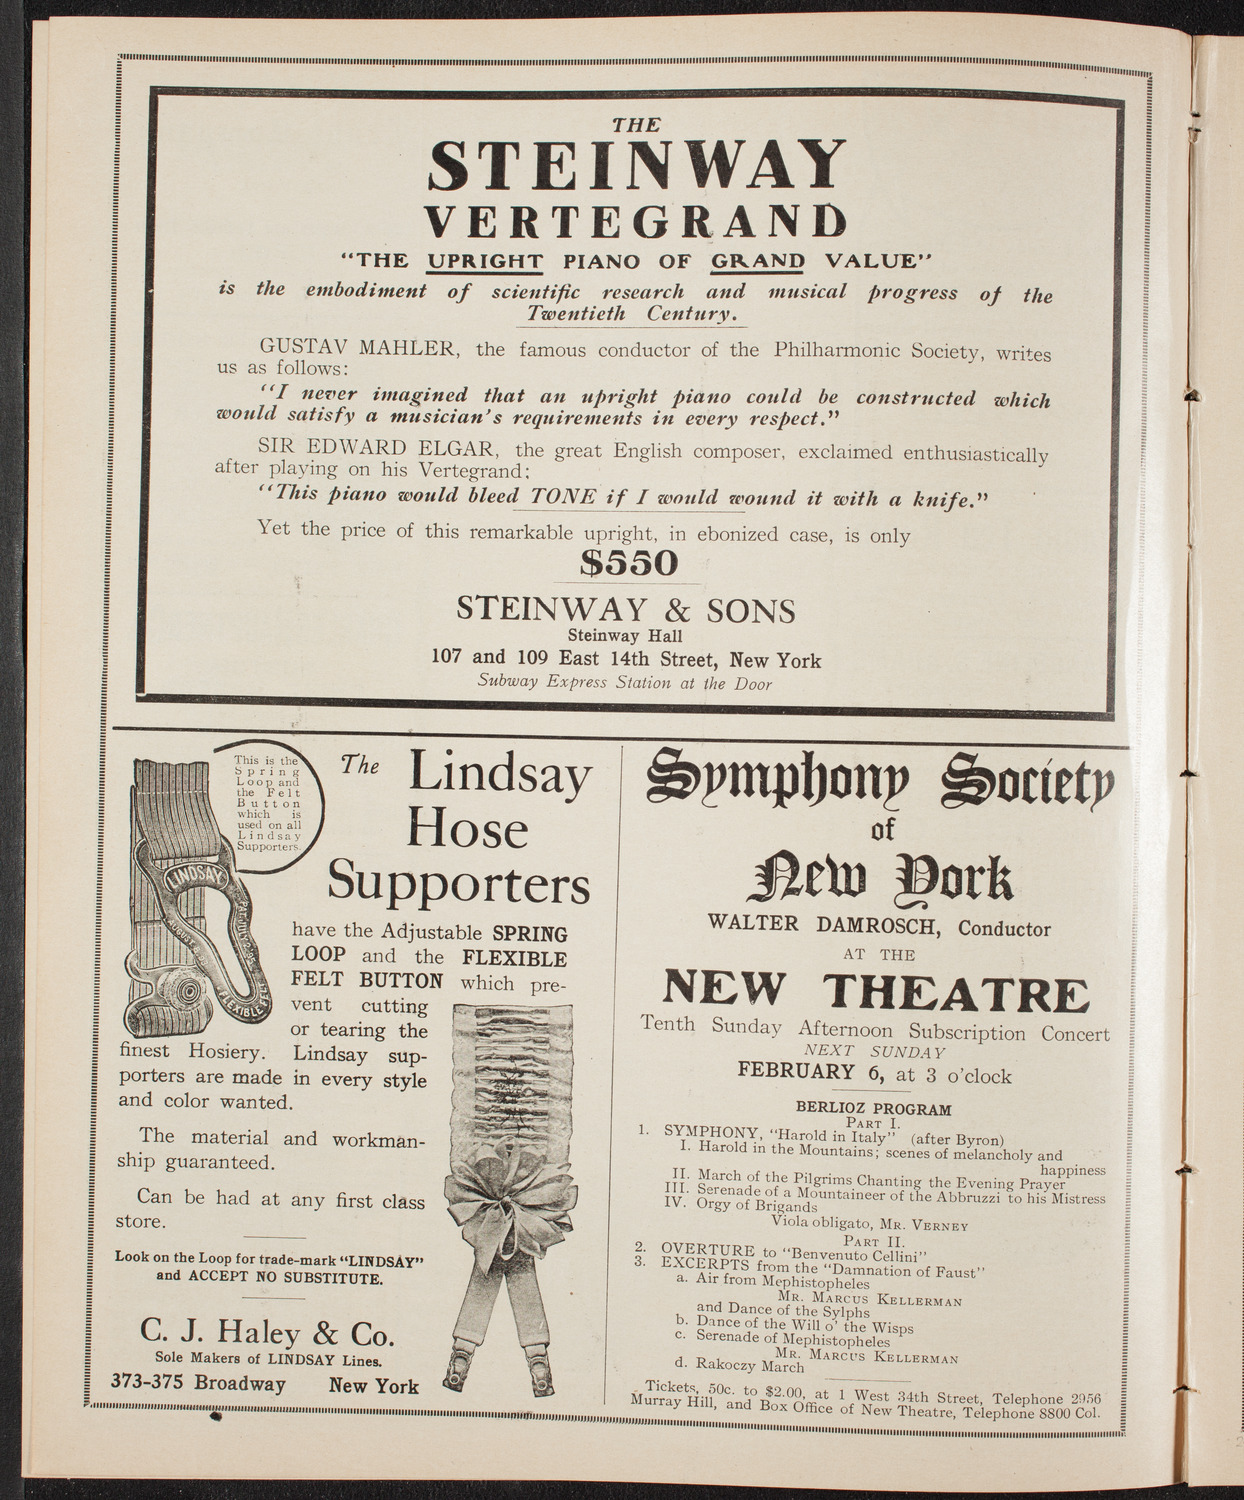 THE
STEINWAY
VERTEGRAND
"THE UPRIGHT PIANO OF GRAND VALUE"
is the embodiment of scientific research and musical progress of the
Twentieth Century.
GUSTAV MAHLER, the famous conductor of the Philharmonic Society, writes
us as follows:
"I never imagined that an upright piano could be constructed which
would satisfy a musician's requirements in every respect."
SIR EDWARD ELGAR, the great English composer, exclaimed enthusiastically
after playing on his Vertegrand:
"This piano would bleed TONE if I would wound it with a knife."
Yet the price of this remarkable upright, in ebonized case, is only
$550
STEINWAY & SONS
Steinway Hall
107 and 109 East 14th Street, New York
Subway Express Station at the Door
This is the
Spring
Loop and
the Felt
Button
which is
used on all
Lindsay
Supporters.
LINDSAY
The Lindsay
Hose
Supporters
have the Adjustable SPRING
LOOP and the FLEXIBLE
FELT BUTTON which pre-
vent cutting
or tearing the
finest Hosiery. Lindsay sup-
porters are made in every style
and color wanted.
The material and workman-
ship guaranteed.
Can be had at any first class
store.
Look on the Loop for trade-mark "LINDSAY"
and ACCEPT NO SUBSTITUTE.
C. J. Haley & Co.
Sole Makers of LINDSAY Lines.
373-375 Broadway New York
Symphony Society
of
New York
WALTER DAMROSCH, Conductor
AT THE
NEW THEATRE
Tenth Sunday Afternoon Subscription Concert
NEXT SUNDAY
FEBRUARY 6, at 3 o'clock
BERLIOZ PROGRAM
PART I.
1. SYMPHONY, "Harold in Italy" (after Byron)
I. Harold in the Mountains; scenes of melancholy and
happiness
II. March of the Pilgrims Chanting the Evening Prayer
III. Serenade of a Mountaineer of the Abbruzzi to his Mistress
IV. Orgy of Brigands
Viola obligato, MR. VERNEY
PART II.
2. OVERTURE to "Benvenuto Cellini"
3. EXCERPTS from the "Damnation of Faust"
a. Air from Mephistopheles
MR. MARCUS KELLERMAN
and Dance of the Sylphs
b. Dance of the Will o' the Wisps
c. Serenade of Mephistopheles
MR. MARCUS KELLERMAN
d. Rakoczy March
Tickets, 50c. to $2.00, at 1 West 34th Street, Telephone 2956
Murray Hill, and Box Office of New Theatre, Telephone 8800 Col.